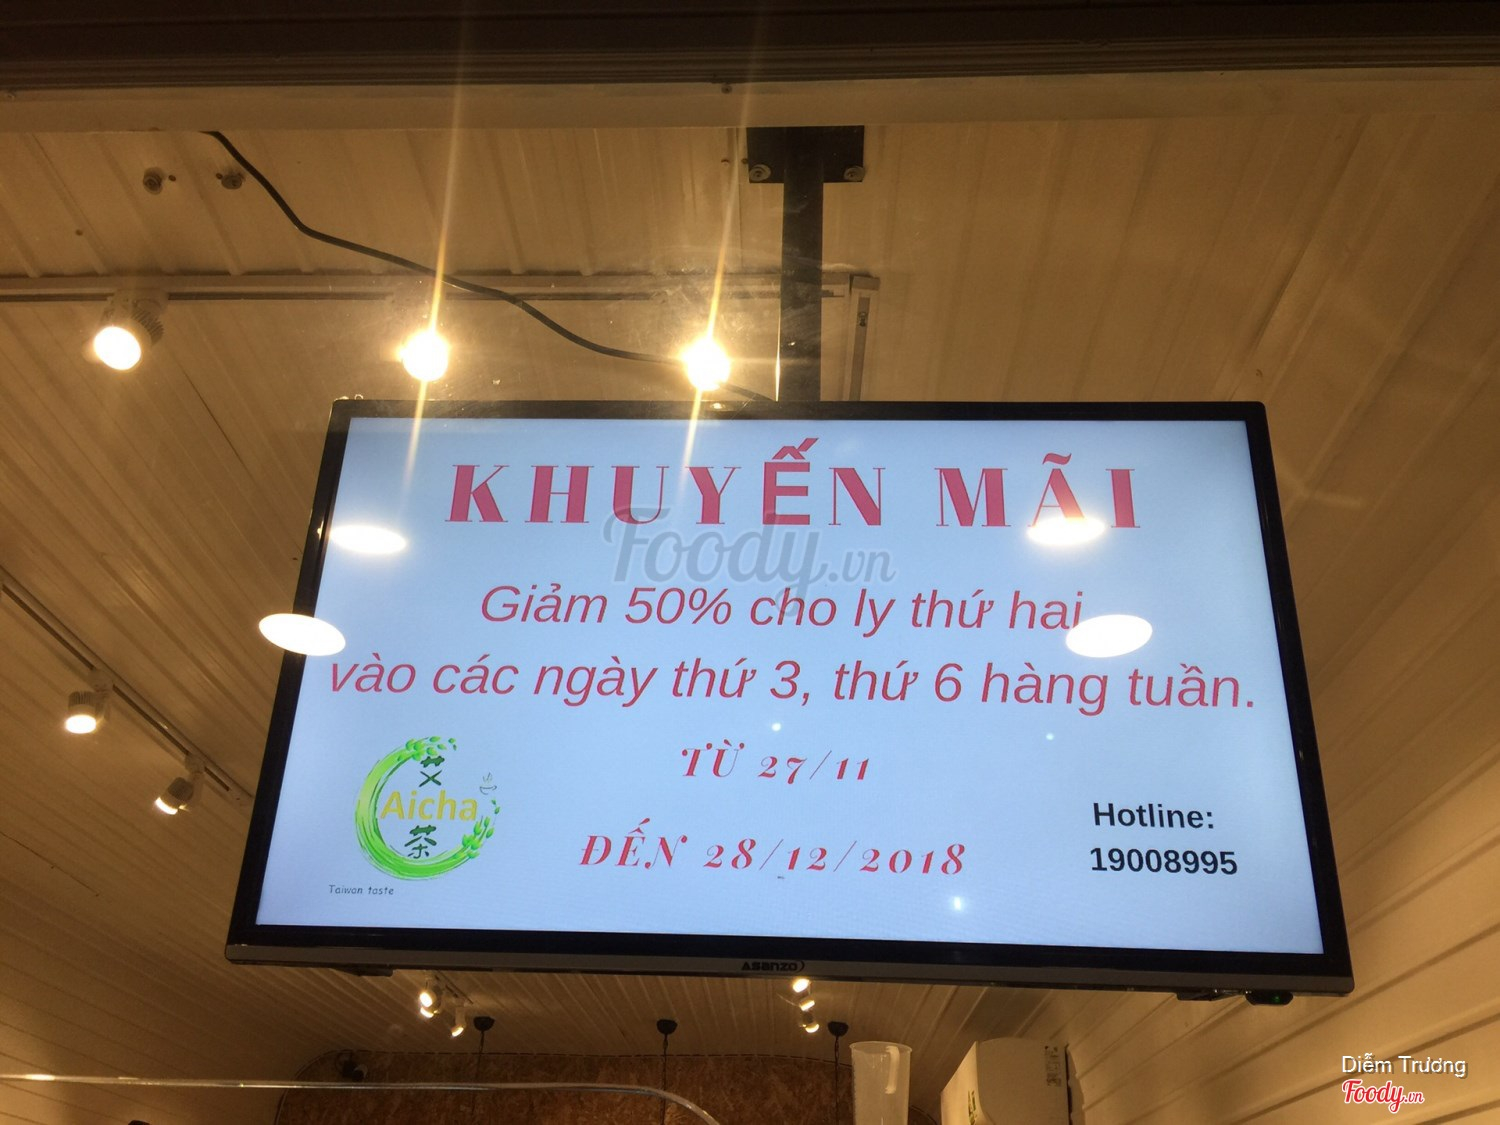 KHUYẾN MÃI
Foody.vn
Giảm 50% cho ly thứ hai
vào các ngày thứ 3, thứ 6 hàng tuần.
TỪ 27/11
ĐẾN 28/12/2018
Aicha
茶
Taiwan taste
Hotline:
19008995
Asanzo
Diễm Trương
Foody.vn